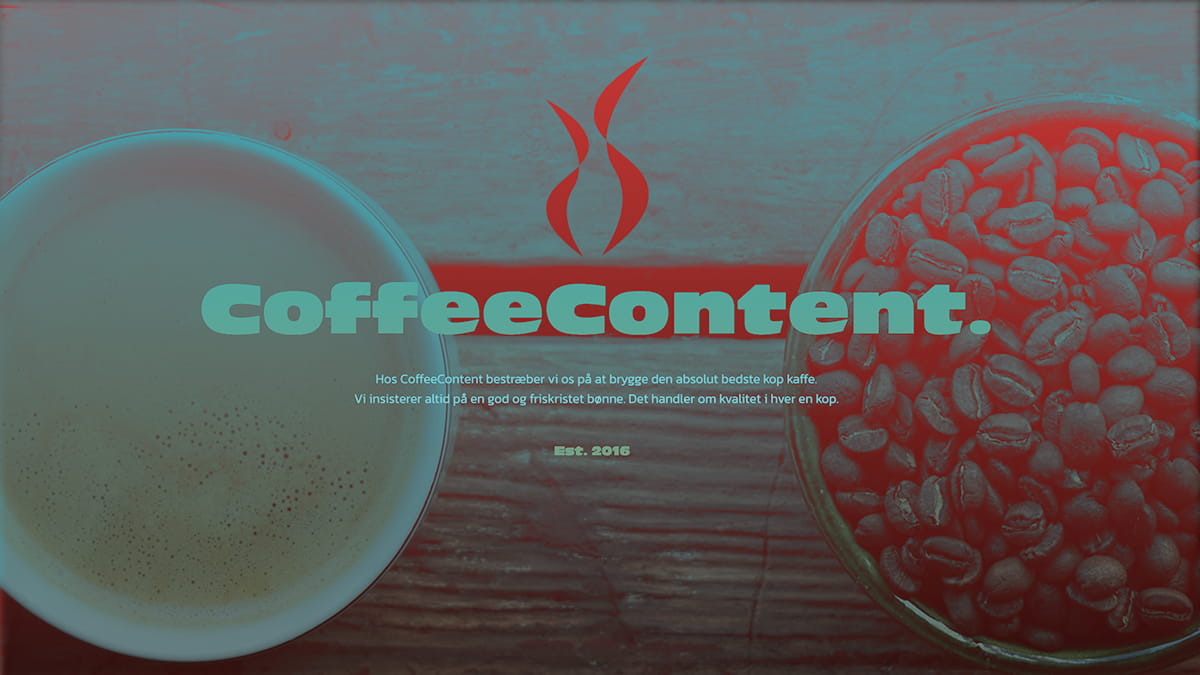 CoffeeContent.
Hos CoffeeContent bestræber vi os på at brygge den absolut bedste kop kaffe.
Vi insisterer altid på en god og friskristet bønne. Det handler om kvalitet i hver en kop.
Est. 2016